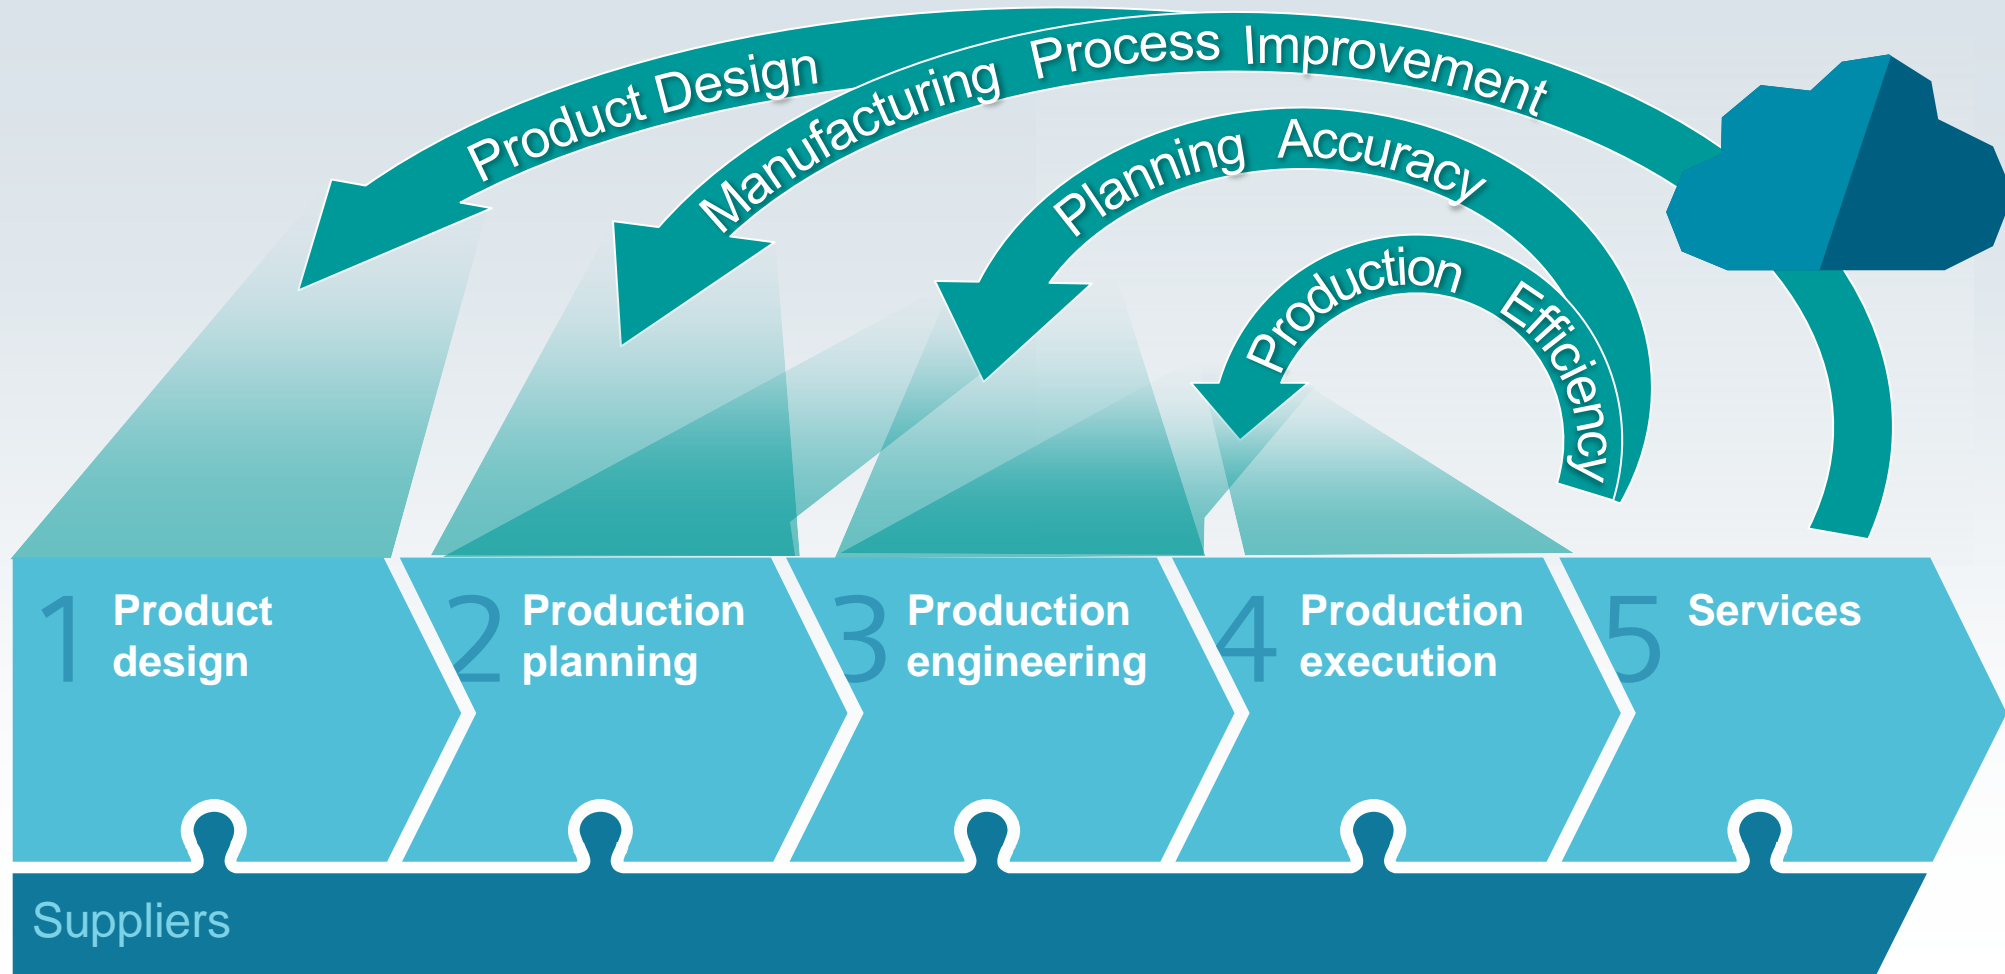 Product Design
Manufacturing Process Improvement
Planning Accuracy
Production Efficiency
1 Product
design
2 Production
planning
3 Production
engineering
4 Production
execution
5 Services
Suppliers